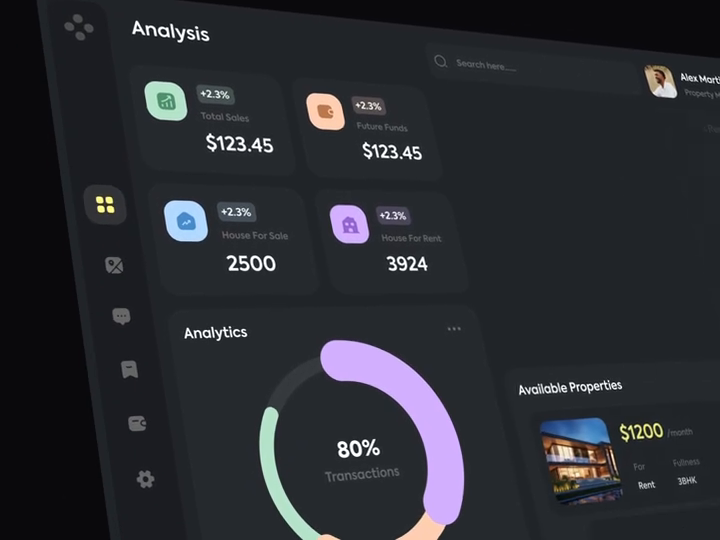 Analysis
Search here......
Alex Mart
Property M
+2.3%
Total Sales
$123.45
+2.3%
Future Funds
$123.45
+2.3%
House For Sale
2500
+2.3%
House For Rent
3924
Analytics
80%
Transactions
Available Properties
$1200 /month
For Fullness
Rent 3BHK